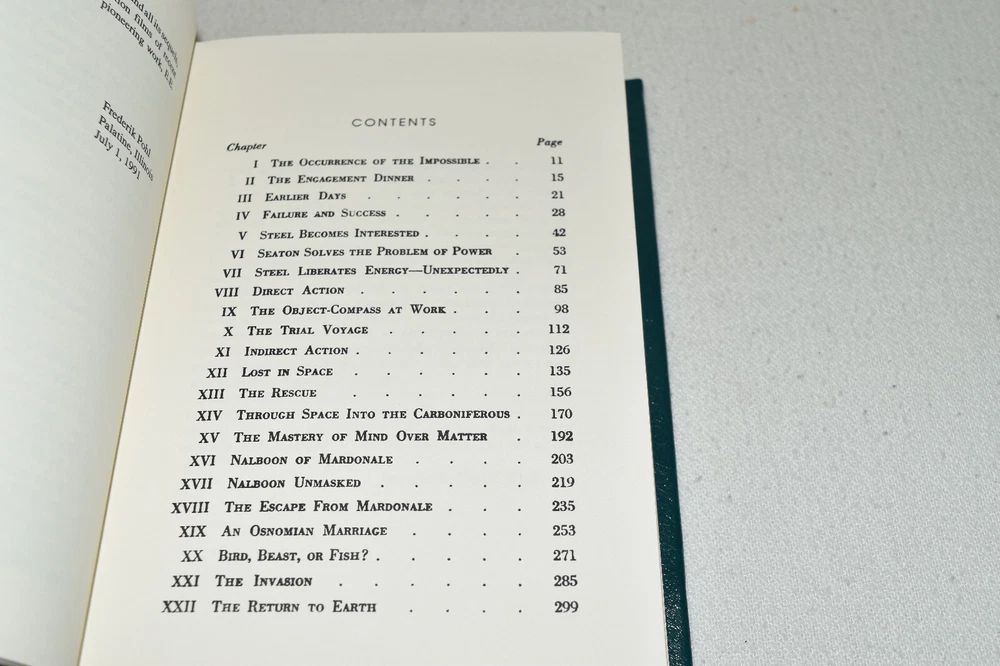 and all its sequels,
tion films of more
pioneering work, E.E.
Frederik Pohl
Palatine, Illinois
July 1, 1991
CONTENTS
Chapter Page
I THE OCCURRENCE OF THE IMPOSSIBLE . . 11
II THE ENGAGEMENT DINNER . . . . 15
III EARLIER DAYS . . . . . . 21
IV FAILURE AND SUCCESS . . . . . 28
V STEEL BECOMES INTERESTED . . . . 42
VI SEATON SOLVES THE PROBLEM OF POWER . 53
VII STEEL LIBERATES ENERGY—UNEXPECTEDLY . 71
VIII DIRECT ACTION . . . . . . 85
IX THE OBJECT-COMPASS AT WORK . . . 98
X THE TRIAL VOYAGE . . . . . 112
XI INDIRECT ACTION . . . . . . 126
XII LOST IN SPACE . . . . . . 135
XIII THE RESCUE . . . . . . 156
XIV THROUGH SPACE INTO THE CARBONIFEROUS . 170
XV THE MASTERY OF MIND OVER MATTER . 192
XVI NALBOON OF MARDONALE . . . . 203
XVII NALBOON UNMASKED . . . . . 219
XVIII THE ESCAPE FROM MARDONALE . . . 235
XIX AN OSNOMIAN MARRIAGE . . . . 253
XX BIRD, BEAST, OR FISH? . . . . . 271
XXI THE INVASION . . . . . . 285
XXII THE RETURN TO EARTH . . . . 299